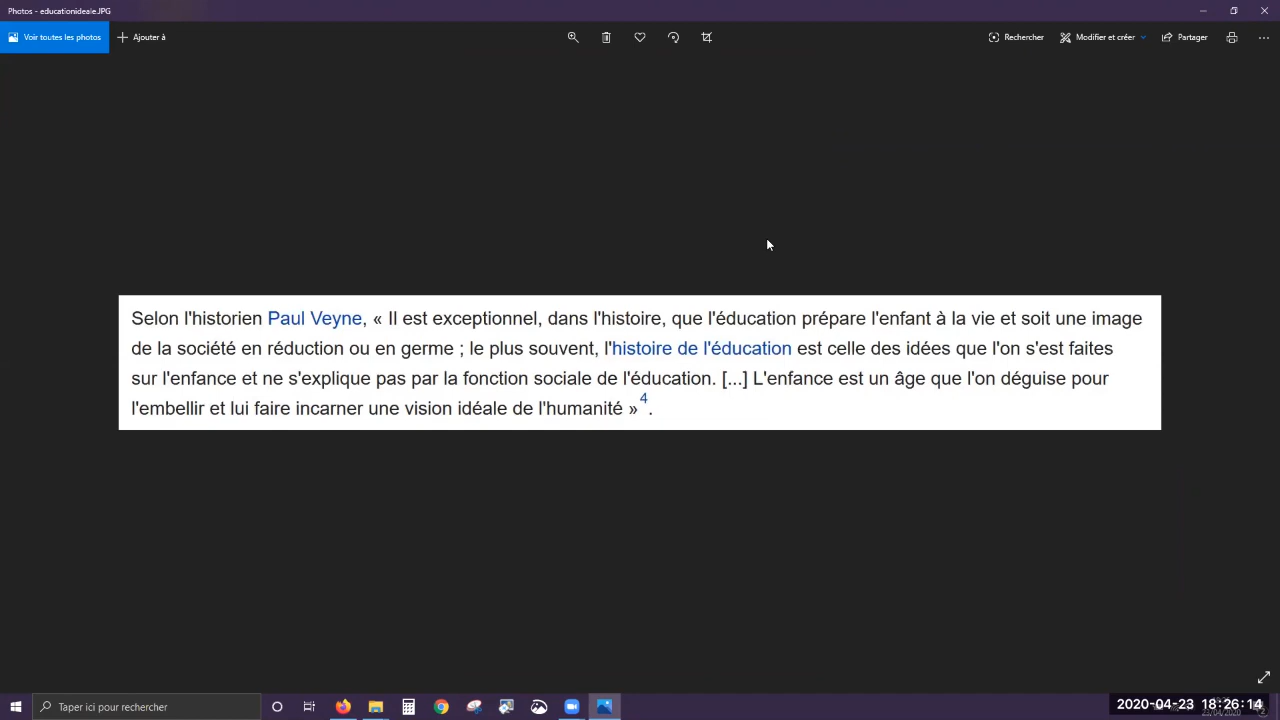 Photos - educationideale.JPG
Voir toutes les photos
Ajouter à
Rechercher
Modifier et créer
Partager
Selon l'historien Paul Veyne, « Il est exceptionnel, dans l'histoire, que l'éducation prépare l'enfant à la vie et soit une image
de la société en réduction ou en germe ; le plus souvent, l'histoire de l'éducation est celle des idées que l'on s'est faites
sur l'enfance et ne s'explique pas par la fonction sociale de l'éducation. [...] L'enfance est un âge que l'on déguise pour
l'embellir et lui faire incarner une vision idéale de l'humanité »4.
Taper ici pour rechercher
2020-04-23 18:26:14